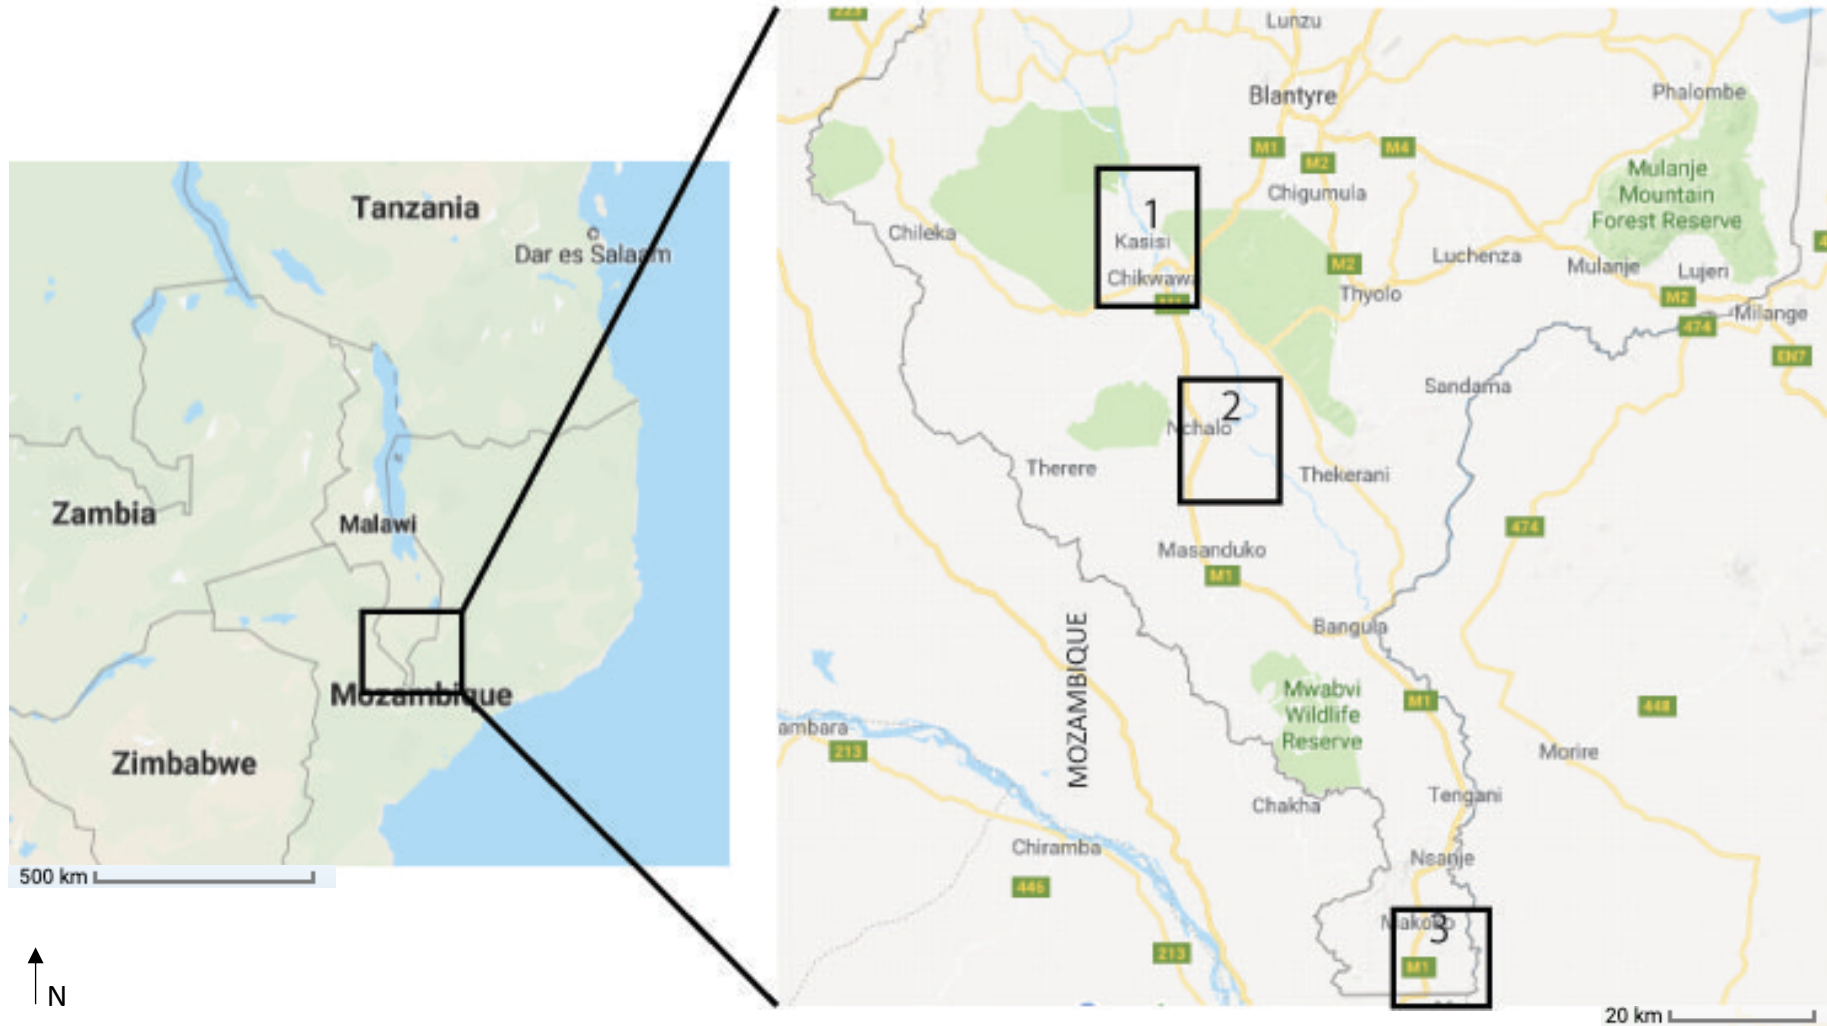 Tanzania
Dar es Salaam
Zambia
Malawi
Mozambique
Zimbabwe
500 km
N
223
Lunzu
Blantyre
Phalombe
M1
M2
M4
Mulanje
Mountain
Forest Reserve
Chigumula
1
Kasisi
Chileka
Chikwawa
M2
Luchenza
Mulanje
Lujeri
Thyolo
M2
Milange
474
EN7
Sandama
2
Nchalo
Therere
Thekerani
474
Masanduko
M1
MOZAMBIQUE
Bangula
Mwabvi
Wildlife
Reserve
M1
448
ambara
213
Morire
Tengani
Chakha
Chiramba
446
Nsanje
3
M1
213
20 km